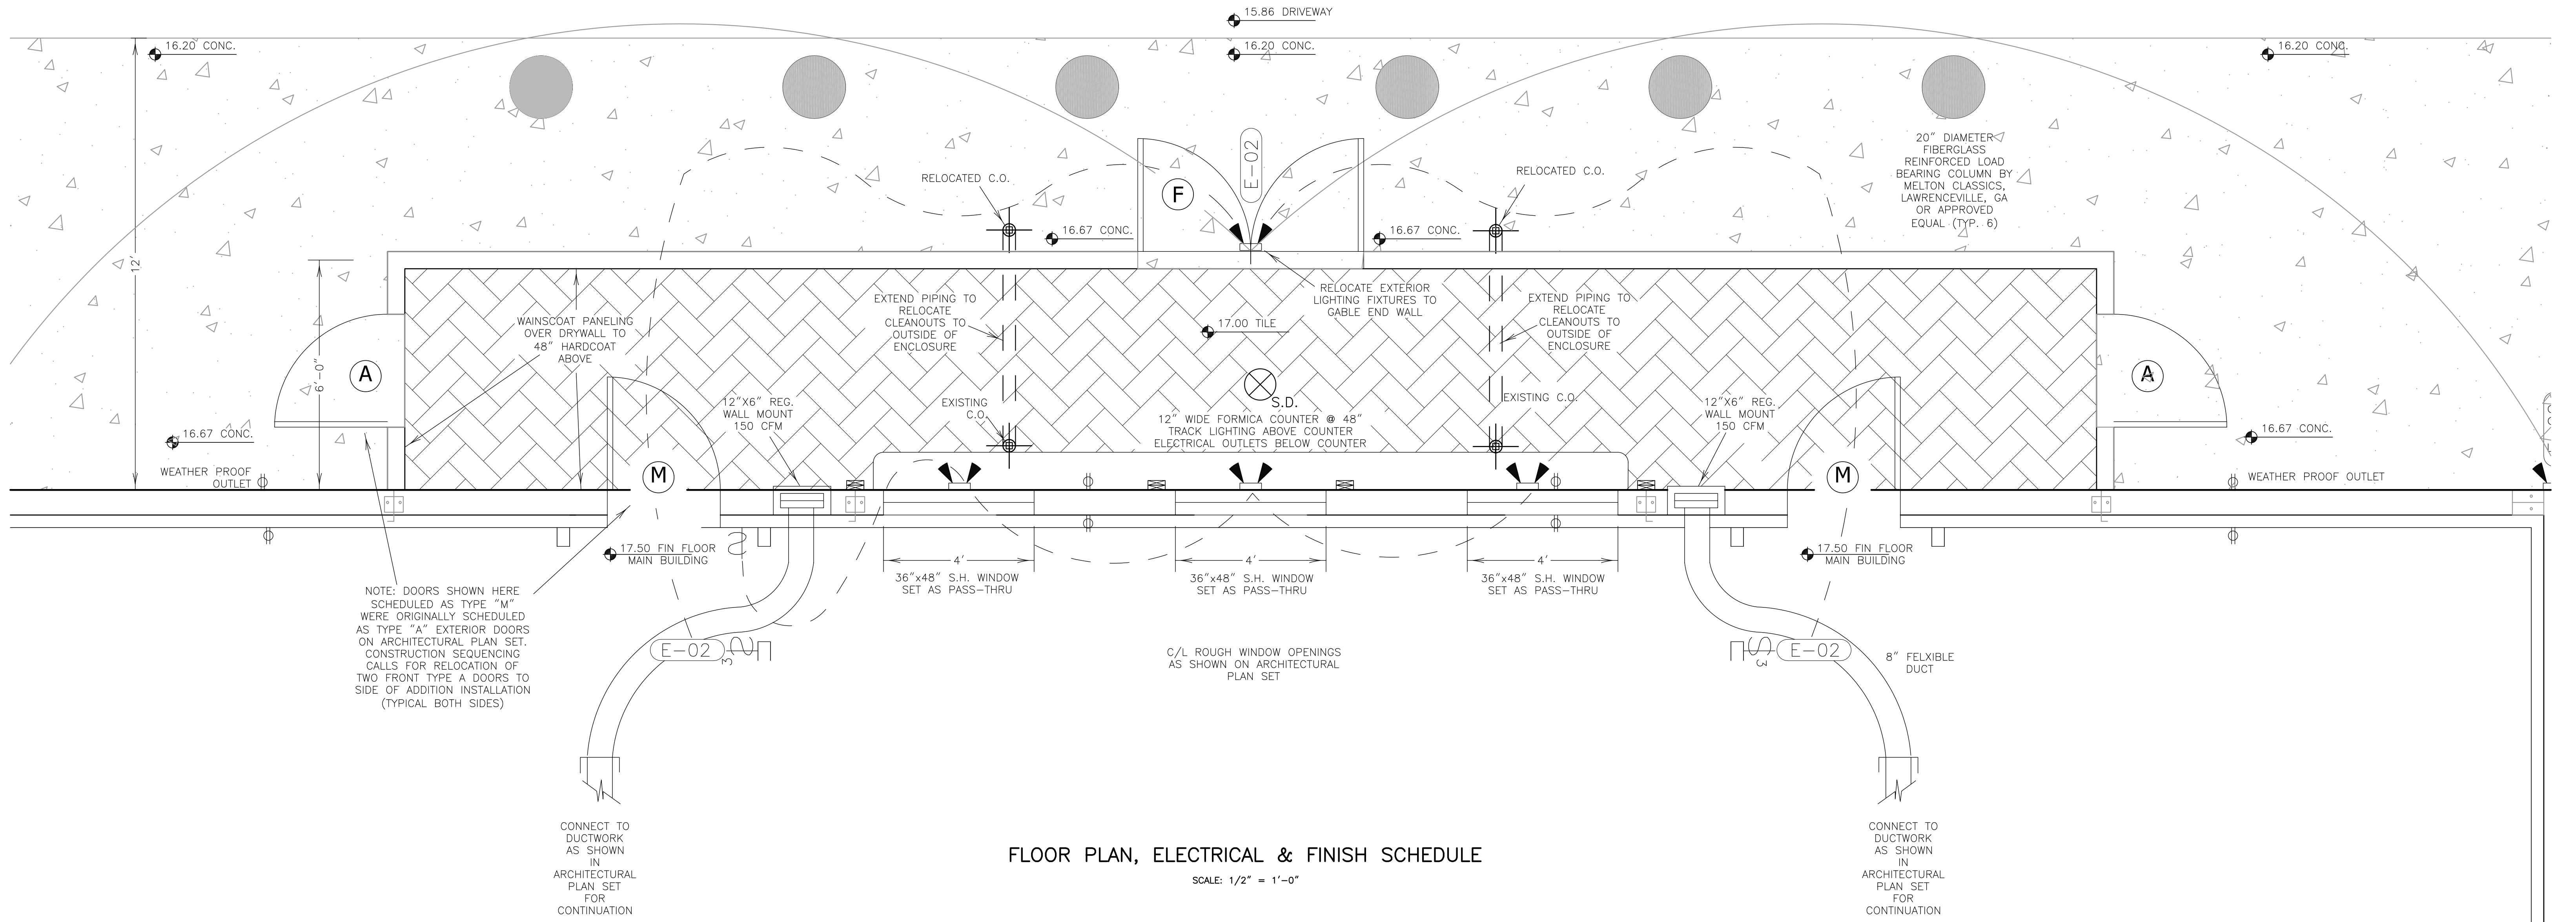 15.86 DRIVEWAY
16.20 CONC.
16.20 CONC.
16.20 CONC.
12'
6'-0"
RELOCATED C.O.
F
E-02
RELOCATED C.O.
20" DIAMETER
FIBERGLASS
REINFORCED LOAD
BEARING COLUMN BY
MELTON CLASSICS,
LAWRENCEVILLE, GA
OR APPROVED
EQUAL (TYP. 6)
16.67 CONC.
16.67 CONC.
WAINSCOAT PANELING
OVER DRYWALL TO
48" HARDCOAT
ABOVE
EXTEND PIPING TO
RELOCATE
CLEANOUTS TO
OUTSIDE OF
ENCLOSURE
17.00 TILE
RELOCATE EXTERIOR
LIGHTING FIXTURES TO
GABLE END WALL
EXTEND PIPING TO
RELOCATE
CLEANOUTS TO
OUTSIDE OF
ENCLOSURE
A
A
12"X6" REG.
WALL MOUNT
150 CFM
EXISTING
C.O.
S.D.
12" WIDE FORMICA COUNTER @ 48"
TRACK LIGHTING ABOVE COUNTER
ELECTRICAL OUTLETS BELOW COUNTER
EXISTING C.O.
12"X6" REG.
WALL MOUNT
150 CFM
16.67 CONC.
16.67 CONC.
WEATHER PROOF
OUTLET
M
M
WEATHER PROOF OUTLET
17.50 FIN FLOOR
MAIN BUILDING
17.50 FIN FLOOR
MAIN BUILDING
4'
36"x48" S.H. WINDOW
SET AS PASS-THRU
4'
36"x48" S.H. WINDOW
SET AS PASS-THRU
4'
36"x48" S.H. WINDOW
SET AS PASS-THRU
NOTE: DOORS SHOWN HERE
SCHEDULED AS TYPE "M"
WERE ORIGINALLY SCHEDULED
AS TYPE "A" EXTERIOR DOORS
ON ARCHITECTURAL PLAN SET.
CONSTRUCTION SEQUENCING
CALLS FOR RELOCATION OF
TWO FRONT TYPE A DOORS TO
SIDE OF ADDITION INSTALLATION
(TYPICAL BOTH SIDES)
S
E-02
S3
C/L ROUGH WINDOW OPENINGS
AS SHOWN ON ARCHITECTURAL
PLAN SET
S3
E-02
8" FELXIBLE
DUCT
CONNECT TO
DUCTWORK
AS SHOWN
IN
ARCHITECTURAL
PLAN SET
FOR
CONTINUATION
CONNECT TO
DUCTWORK
AS SHOWN
IN
ARCHITECTURAL
PLAN SET
FOR
CONTINUATION
FLOOR PLAN, ELECTRICAL & FINISH SCHEDULE
SCALE: 1/2" = 1'-0"